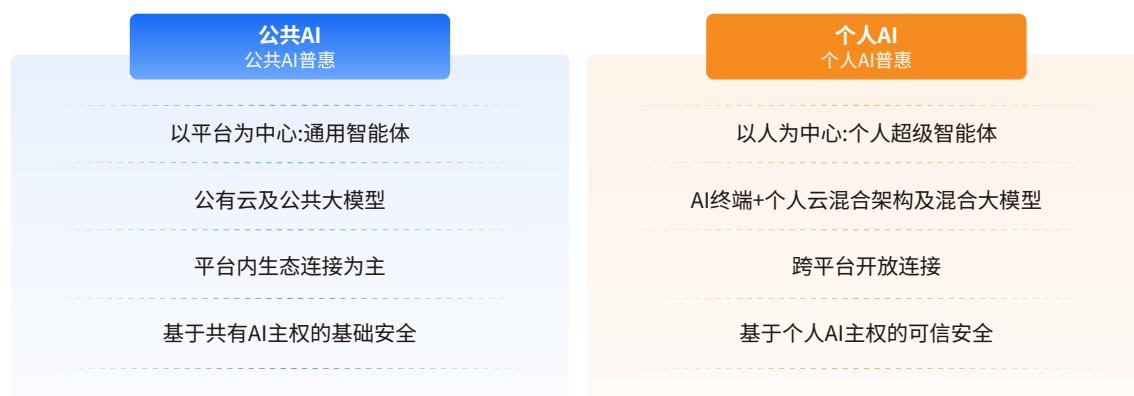 公共AI
公共AI普惠
以平台为中心:通用智能体
公有云及公共大模型
平台内生态连接为主
基于共有AI主权的基础安全
个人AI
个人AI普惠
以人为中心:个人超级智能体
AI终端+个人云混合架构及混合大模型
跨平台开放连接
基于个人AI主权的可信安全